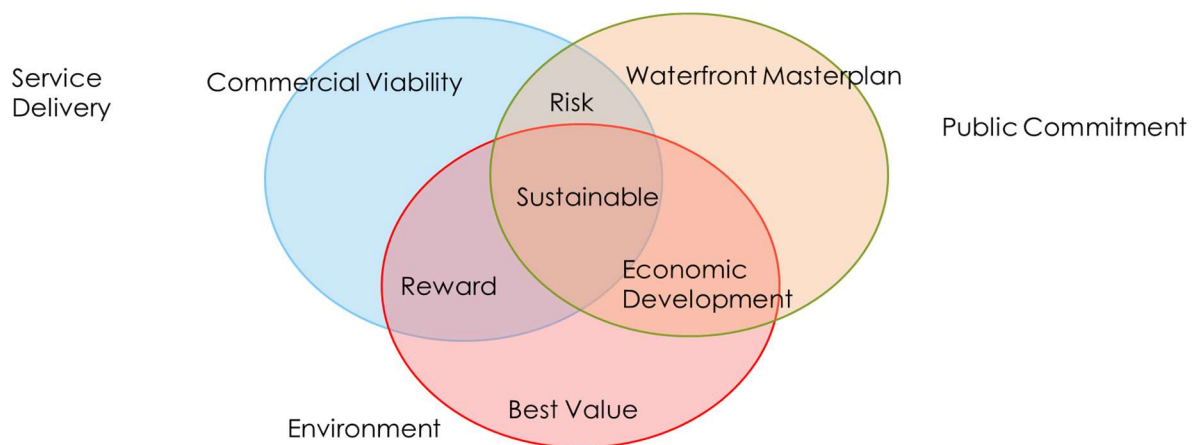 Service
Delivery
Commercial Viability
Waterfront Masterplan
Risk
Public Commitment
Sustainable
Reward
Economic
Development
Best Value
Environment